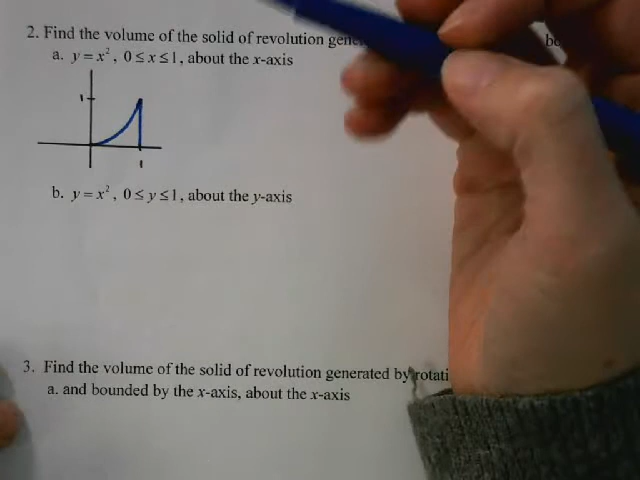 2. Find the volume of the solid of revolution
a. y = x², 0 ≤ x ≤ 1, about the x-axis
1
1
b. y = x², 0 ≤ y ≤ 1, about the y-axis
3. Find the volume of the solid of revolution generated by
a. and bounded by the x-axis, about the x-axis